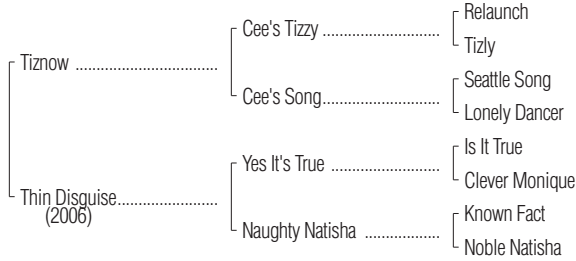 Relaunch
Cee's Tizzy ........................
Tizly
Tiznow .............................
Seattle Song
Cee's Song........................
Lonely Dancer
Is It True
Yes It's True ......................
Clever Monique
Thin Disguise....................
(2006)
Known Fact
Naughty Natisha ................
Noble Natisha